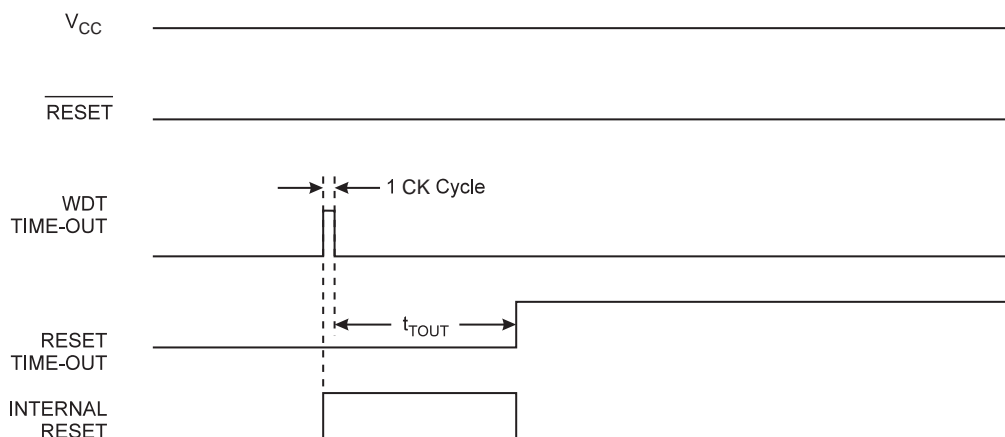 VCC
RESET
1 CK Cycle
WDT
TIME-OUT
tTOUT
RESET
TIME-OUT
INTERNAL
RESET